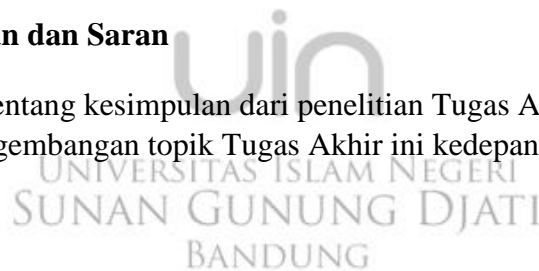 n dan Saran
uin
entang kesimpulan dari penelitian Tugas A
gembangan topik Tugas Akhir ini kedepan
UNIVERSITAS ISLAM NEGERI
SUNAN GUNUNG DJATI
BANDUNG